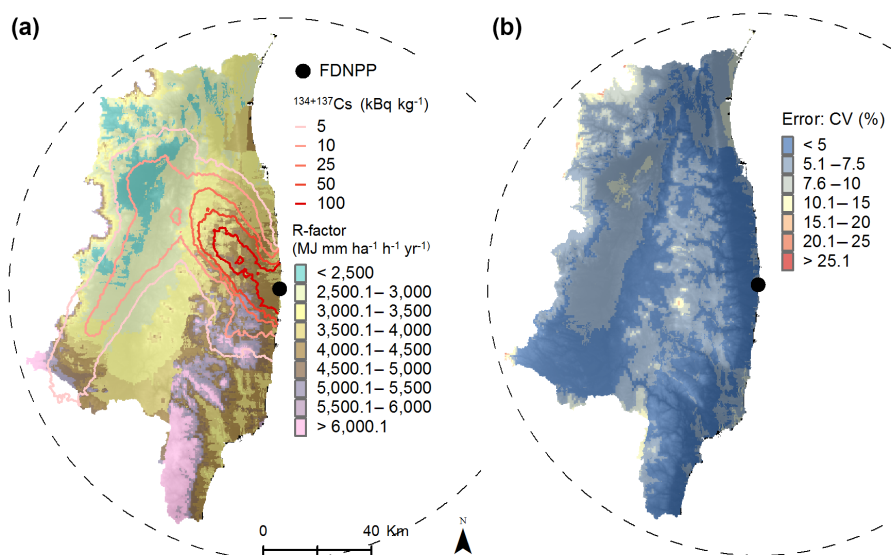 (a)
FDNPP
¹³⁴⁺¹³⁷Cs (kBq kg⁻¹)
5
10
25
50
100
R-factor
(MJ mm ha⁻¹ h⁻¹ yr⁻¹)
< 2,500
2,500.1 – 3,000
3,000.1 – 3,500
3,500.1 – 4,000
4,000.1 – 4,500
4,500.1 – 5,000
5,000.1 – 5,500
5,500.1 – 6,000
> 6,000.1
0 40 Km
N
(b)
Error: CV (%)
< 5
5.1 – 7.5
7.6 – 10
10.1 – 15
15.1 – 20
20.1 – 25
> 25.1